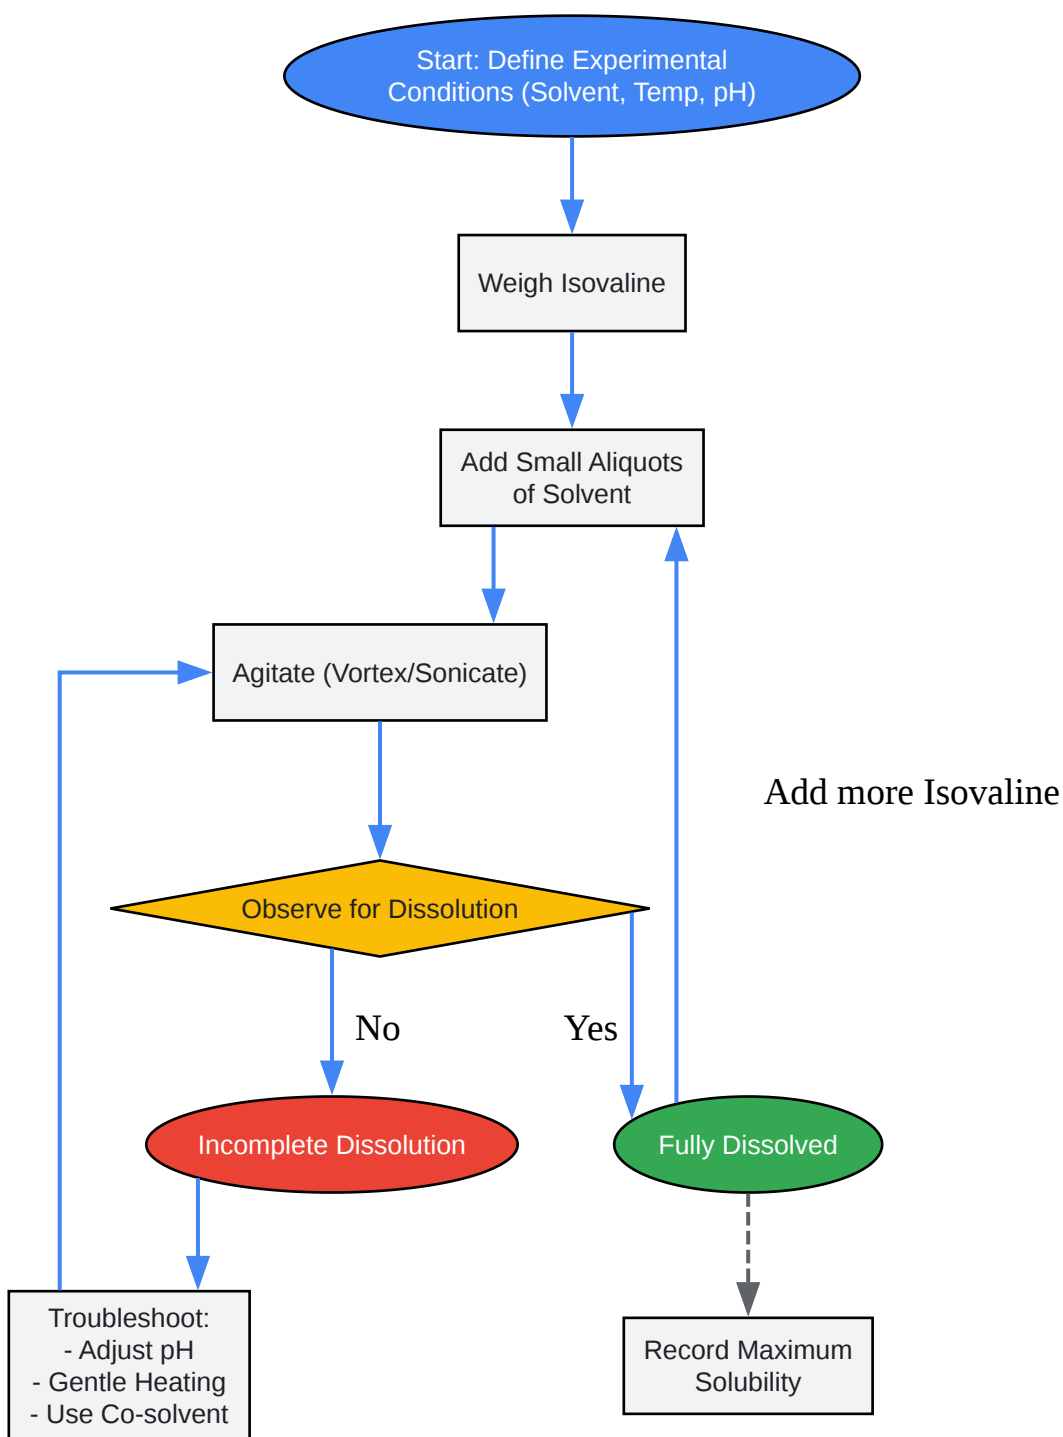 Start: Define Experimental
Conditions (Solvent, Temp, pH)
Weigh Isovaline
Add Small Aliquots
of Solvent
Agitate (Vortex/Sonicate)
Add more Isovaline
Observe for Dissolution
No
Yes
Incomplete Dissolution
Fully Dissolved
Troubleshoot:
- Adjust pH
- Gentle Heating
- Use Co-solvent
Record Maximum
Solubility